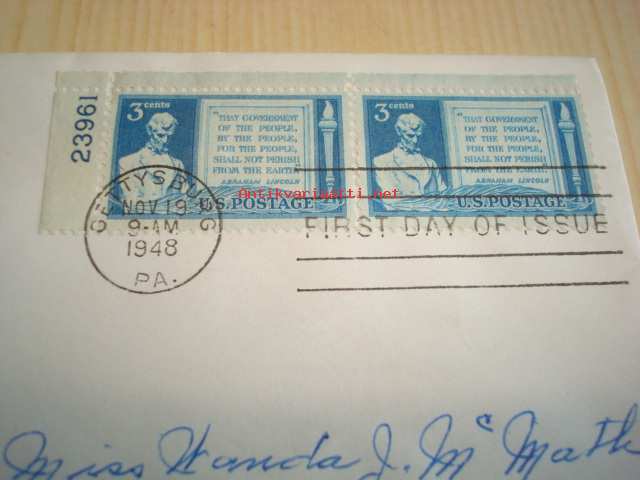 23961
3 cents
"THAT GOVERNMENT
OF THE PEOPLE,
BY THE PEOPLE,
FOR THE PEOPLE,
SHALL NOT PERISH
FROM THE EARTH."
ABRAHAM LINCOLN
U.S. POSTAGE
3 cents
"THAT GOVERNMENT
OF THE PEOPLE,
BY THE PEOPLE,
FOR THE PEOPLE,
SHALL NOT PERISH
FROM THE EARTH."
ABRAHAM LINCOLN
U.S. POSTAGE
Antikvariaatti.net
GETTYSBURG
NOV 19
9-AM
1948
PA.
FIRST DAY OF ISSUE
Miss Wanda J. McMath